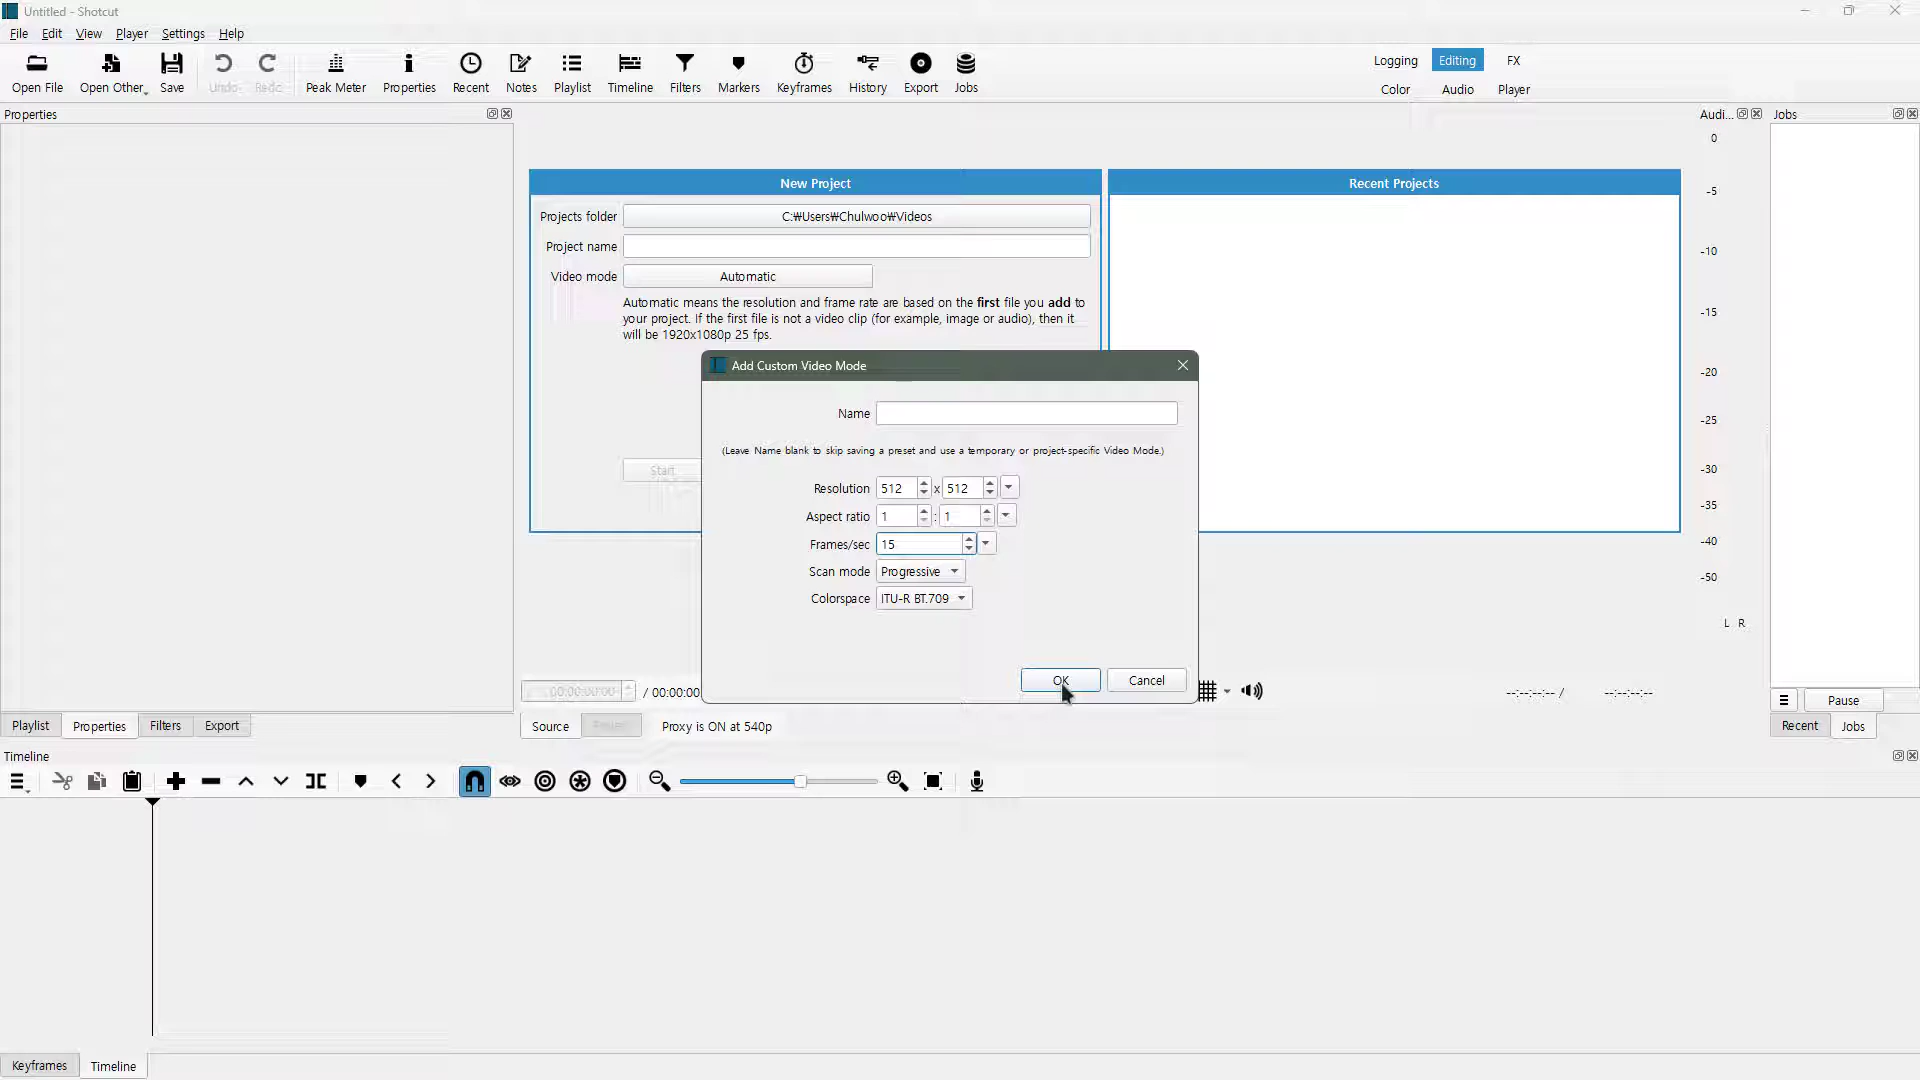 Untitled - Shotcut
File Edit View Player Settings Help
Open File Open Other Save Undo Redo Peak Meter Properties Recent Notes Playlist Timeline Filters Markers Keyframes History Export Jobs
Logging Editing FX
Color Audio Player
Properties
Audi...
Jobs
New Project
Recent Projects
Projects folder C:₩Users₩Chulwoo₩Videos
Project name
Video mode Automatic
Automatic means the resolution and frame rate are based on the first file you add to
your project. If the first file is not a video clip (for example, image or audio), then it
will be 1920x1080p 25 fps.
Start
Add Custom Video Mode
Name
(Leave Name blank to skip saving a preset and use a temporary or project-specific Video Mode.)
Resolution 512 x 512
Aspect ratio 1 : 1
Frames/sec 15
Scan mode Progressive
Colorspace ITU-R BT.709
OK Cancel
0
-5
-10
-15
-20
-25
-30
-35
-40
-50
L R
00:00:00:00 / 00:00:00
--:--:--:-- / --:--:--:--
Pause
Playlist Properties Filters Export
Source
Proxy is ON at 540p
Recent Jobs
Timeline
Keyframes Timeline